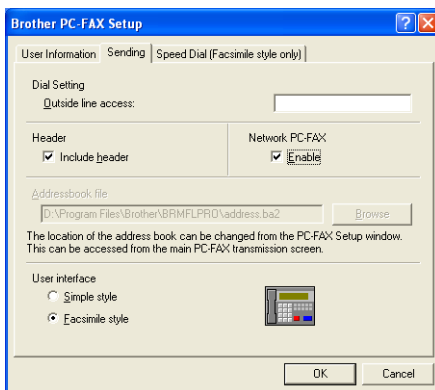 Brother PC-FAX Setup
User Information Sending Speed Dial (Facsimile style only)
Dial Setting
Outside line access:
Header Network PC-FAX
Include header Enable
Addressbook file
D:\Program Files\Brother\BRMFLPRO\address.ba2 Browse
The location of the address book can be changed from the PC-FAX Setup window.
This can be accessed from the main PC-FAX transmission screen.
User interface
Simple style
Facsimile style
OK Cancel